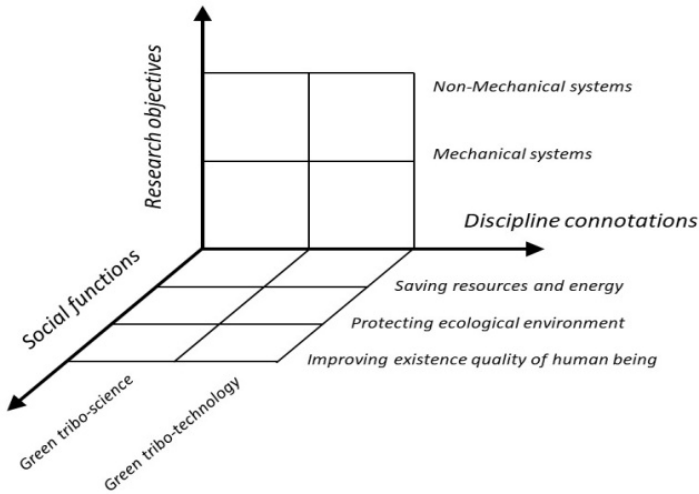 Research objectives
Non-Mechanical systems
Mechanical systems
Discipline connotations
Social functions
Saving resources and energy
Protecting ecological environment
Improving existence quality of human being
Green tribo-science
Green tribo-technology